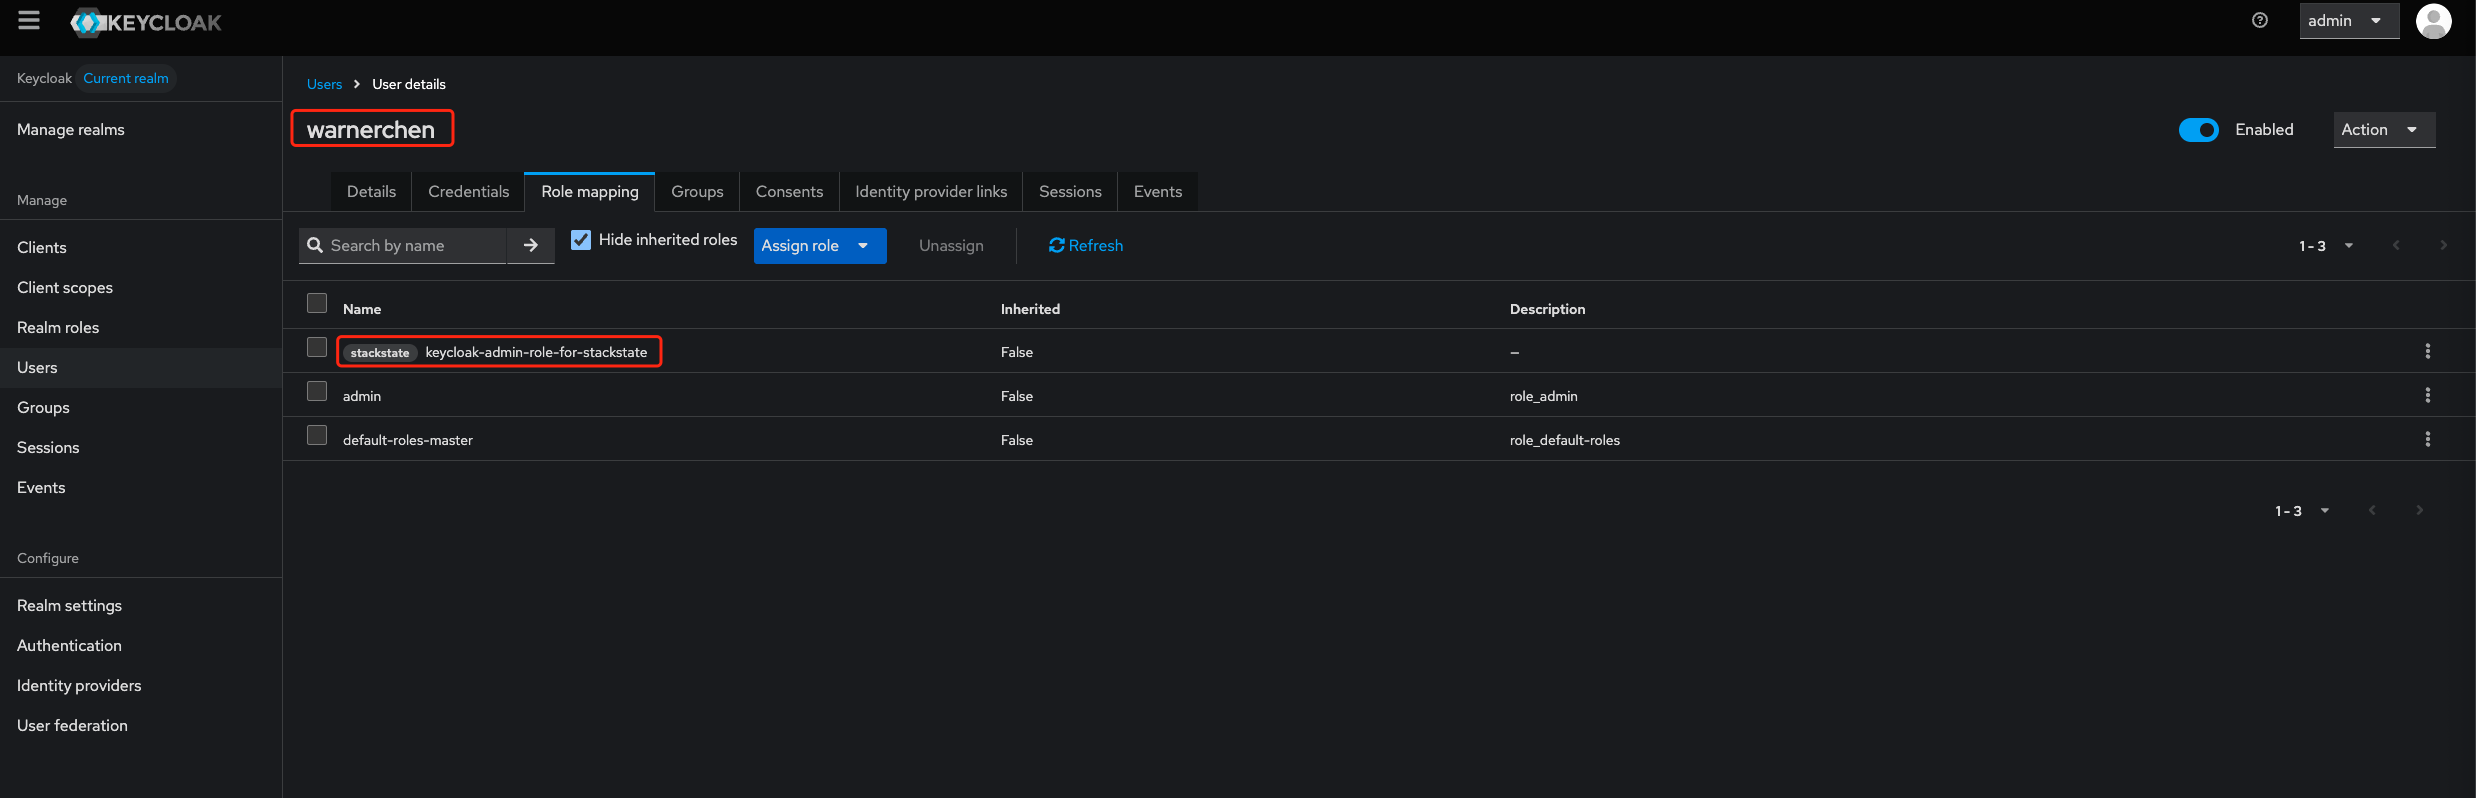 KEYCLOAK
admin
Keycloak Current realm
Manage realms
Manage
Clients
Client scopes
Realm roles
Users
Groups
Sessions
Events
Configure
Realm settings
Authentication
Identity providers
User federation
Users > User details
warnerchen
Enabled
Action
Details Credentials Role mapping Groups Consents Identity provider links Sessions Events
Search by name
Hide inherited roles
Assign role
Unassign
Refresh
1 - 3
Name Inherited Description
stackstate keycloak-admin-role-for-stackstate False –
admin False role_admin
default-roles-master False role_default-roles
1 - 3